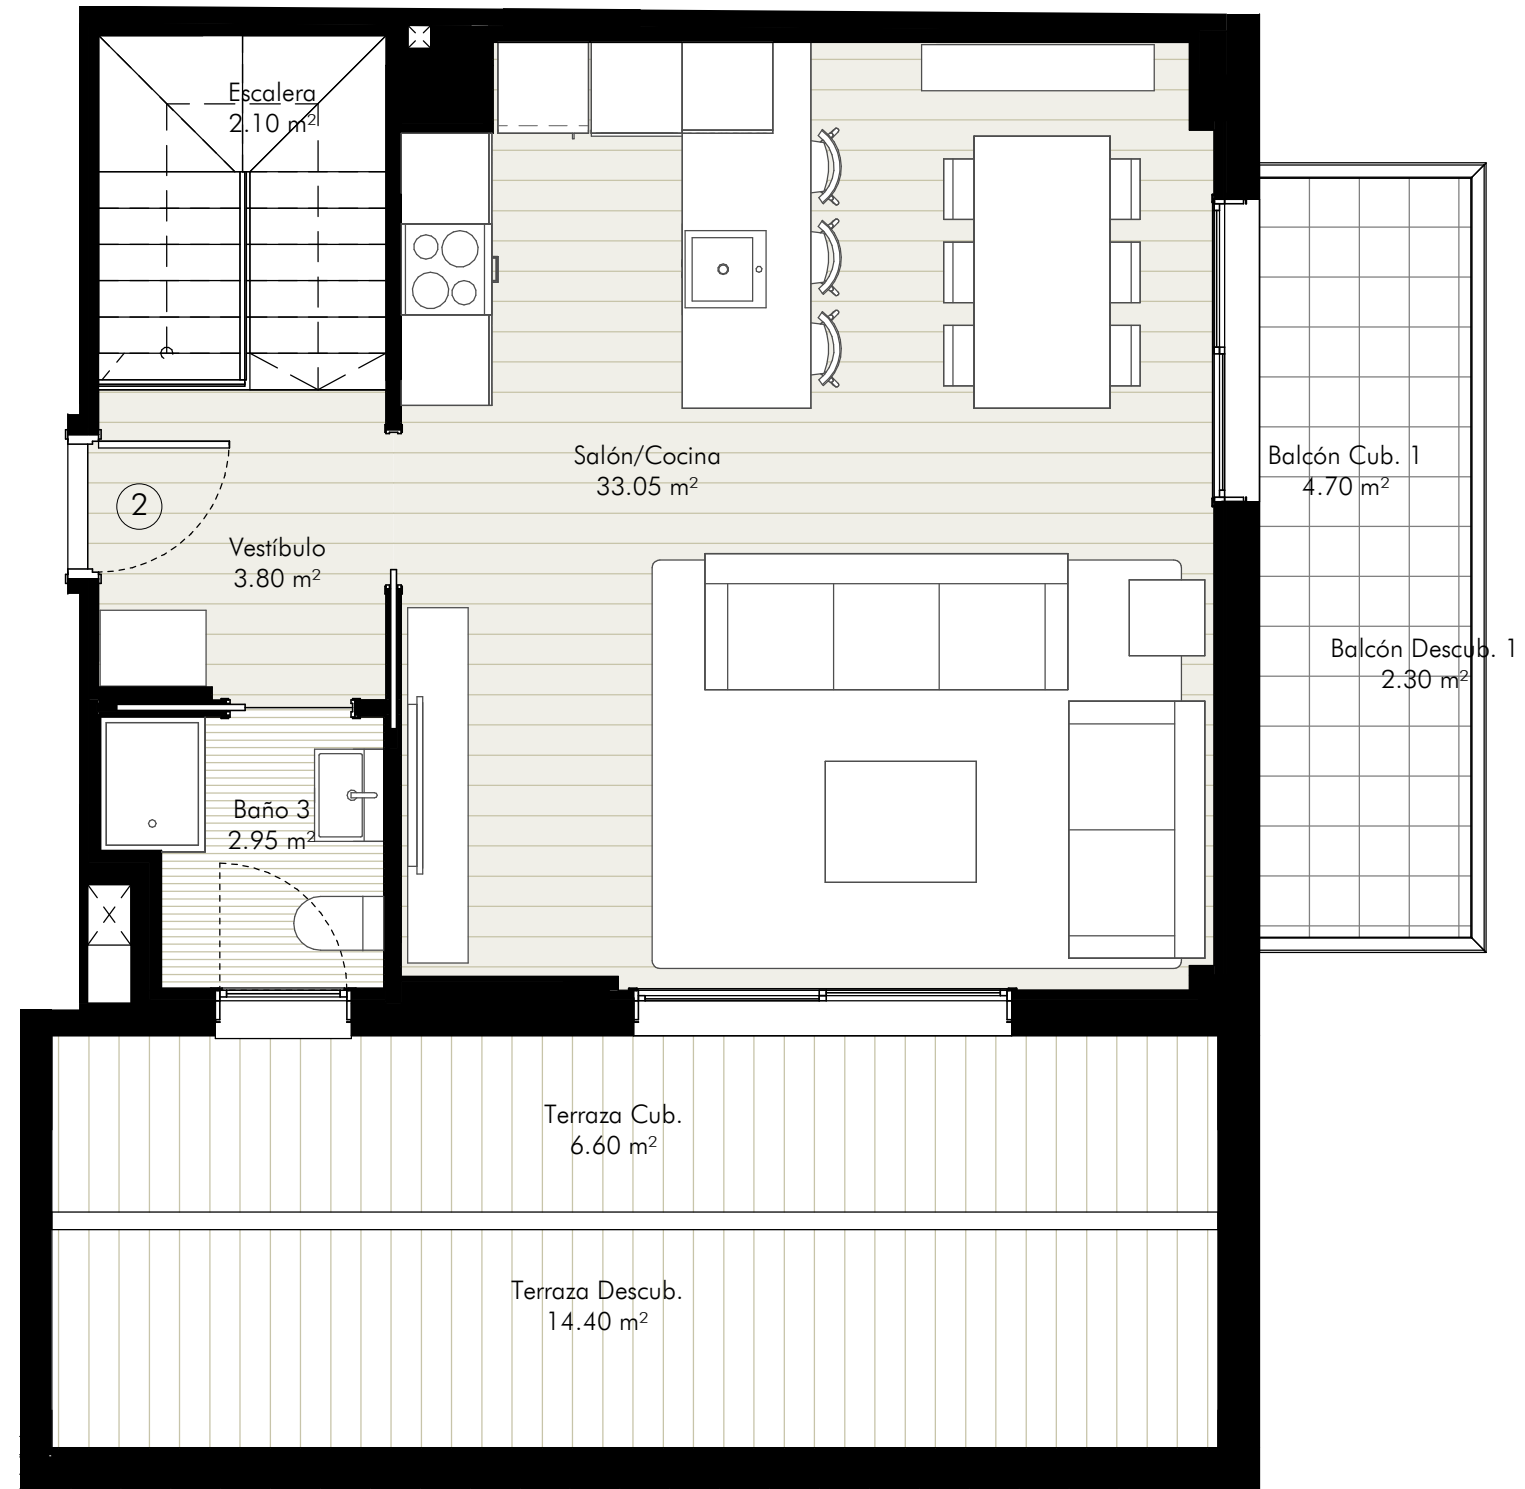 Escalera
2.10 m²
Salón/Cocina
33.05 m²
Balcón Cub. 1
4.70 m²
2
Vestíbulo
3.80 m²
Balcón Descub. 1
2.30 m²
Baño 3
2.95 m²
Terraza Cub.
6.60 m²
Terraza Descub.
14.40 m²